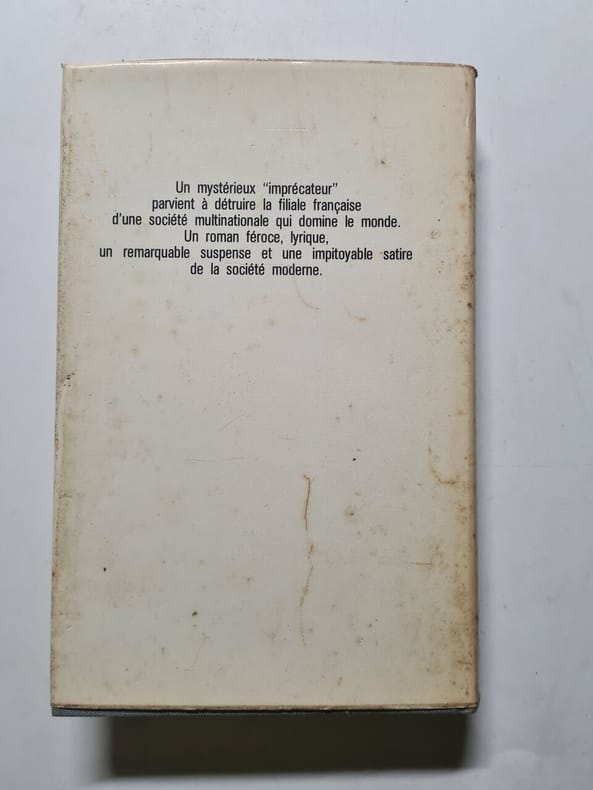 Un mystérieux "imprécateur"
parvient à détruire la filiale française
d'une société multinationale qui domine le monde.
Un roman féroce, lyrique,
un remarquable suspense et une impitoyable satire
de la société moderne.